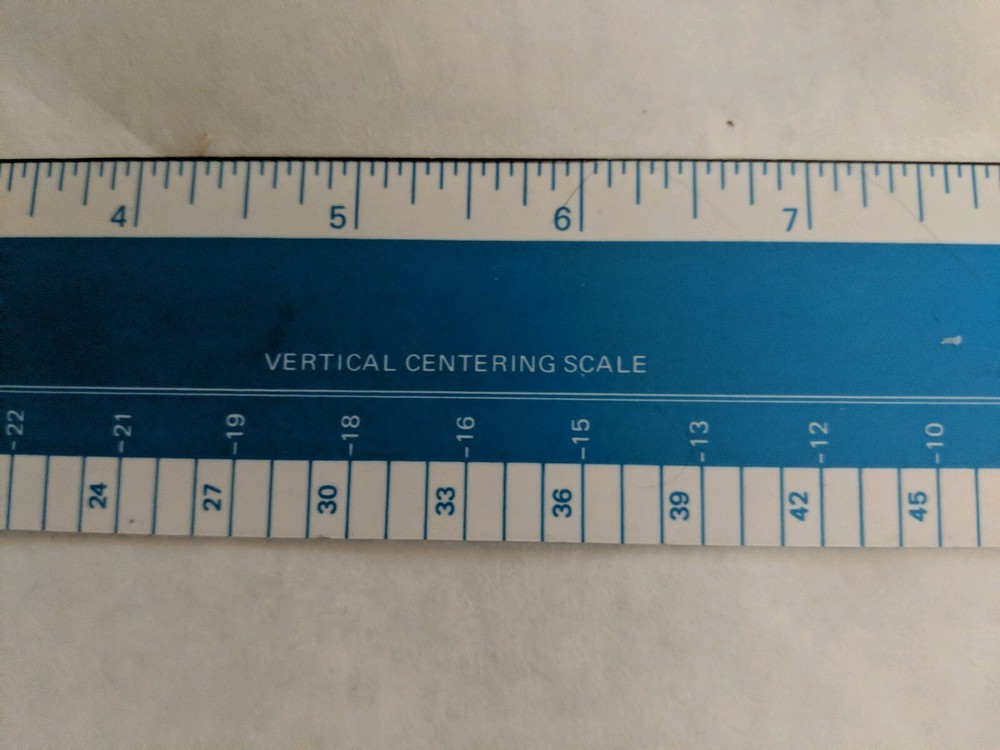 4 5 6 7
VERTICAL CENTERING SCALE
-22 -21 -19 -18 -16 -15 -13 -12 -10
24 27 30 33 36 39 42 45